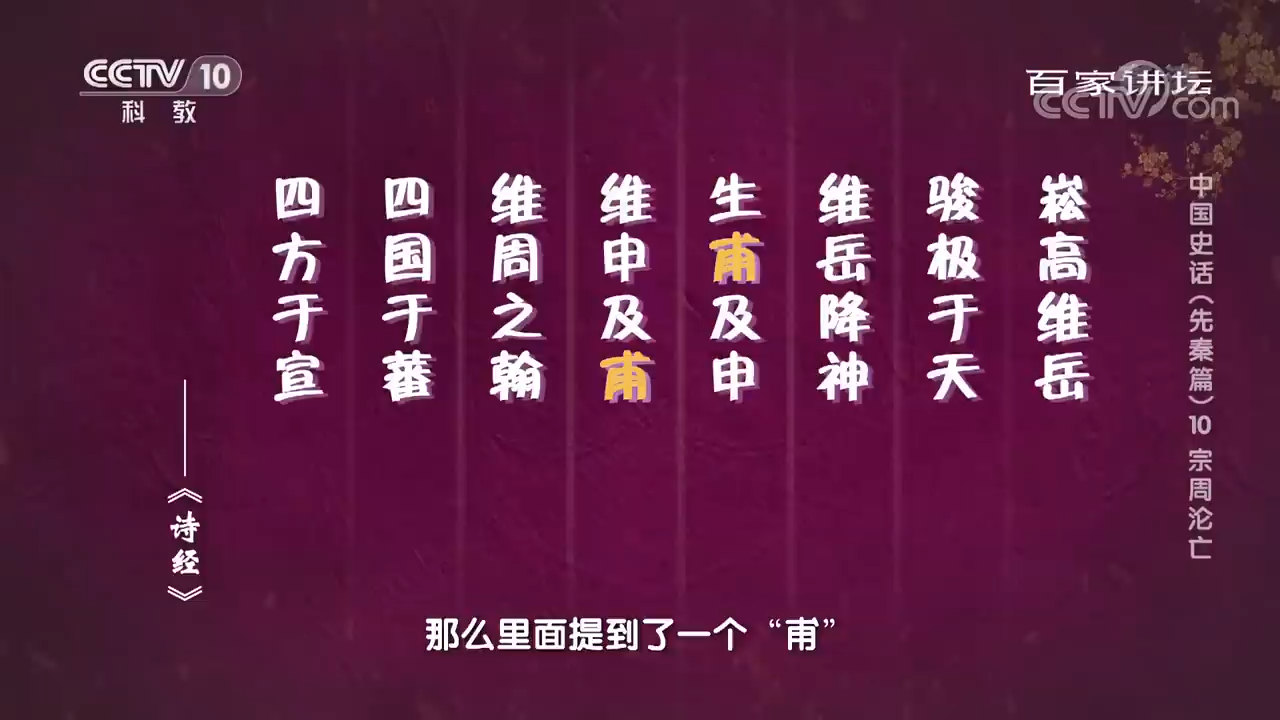 CCTV 10
科教
百家讲坛
CCTV.com
中国史话(先秦篇)10 宗周沦亡
崧高维岳
骏极于天
维岳降神
生甫及申
维申及甫
维周之翰
四国于蕃
四方于宣
——《诗经》
那么里面提到了一个“甫”